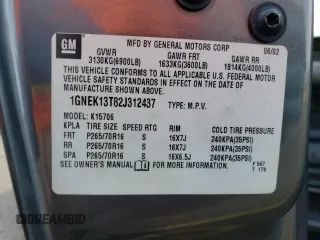 GM
MFD BY GENERAL MOTORS CORP 06/02
GVWR GAWR FRT GAWR RR
3130KG(6900LB) 1633KG(3600LB) 1814KG(4000LB)
THIS VEHICLE CONFORMS TO ALL APPLICABLE U.S. FEDERAL MOTOR
VEHICLE SAFETY STANDARDS IN EFFECT ON THE DATE OF
MANUFACTURE SHOWN ABOVE.
1GNEK13T82J312437 TYPE: M.P.V.
MODEL: K15706
KPLA TIRE SIZE SPEED RTG RIM COLD TIRE PRESSURE
FRT P265/70R16 S 16X7J 240KPA(35PSI)
RR P265/70R16 S 16X7J 240KPA(35PSI)
SPA P265/70R16 S 16X6.5J 240KPA(35PSI)
SEE OWNER'S MANUAL FOR MORE INFORMATION. F 507
T 170
DREAMBID